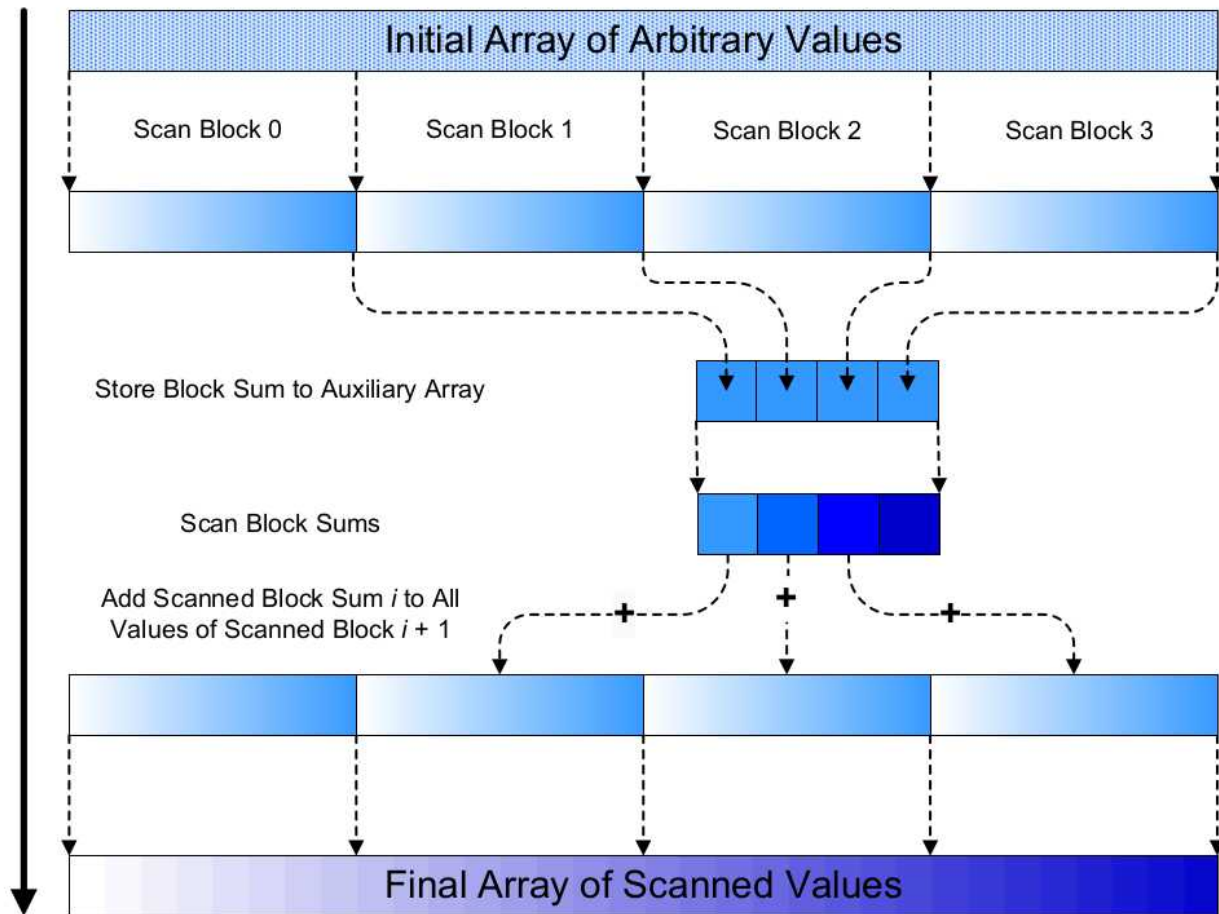 Initial Array of Arbitrary Values
Scan Block 0
Scan Block 1
Scan Block 2
Scan Block 3
Store Block Sum to Auxiliary Array
Scan Block Sums
Add Scanned Block Sum i to All
Values of Scanned Block i + 1
+
+
+
Final Array of Scanned Values